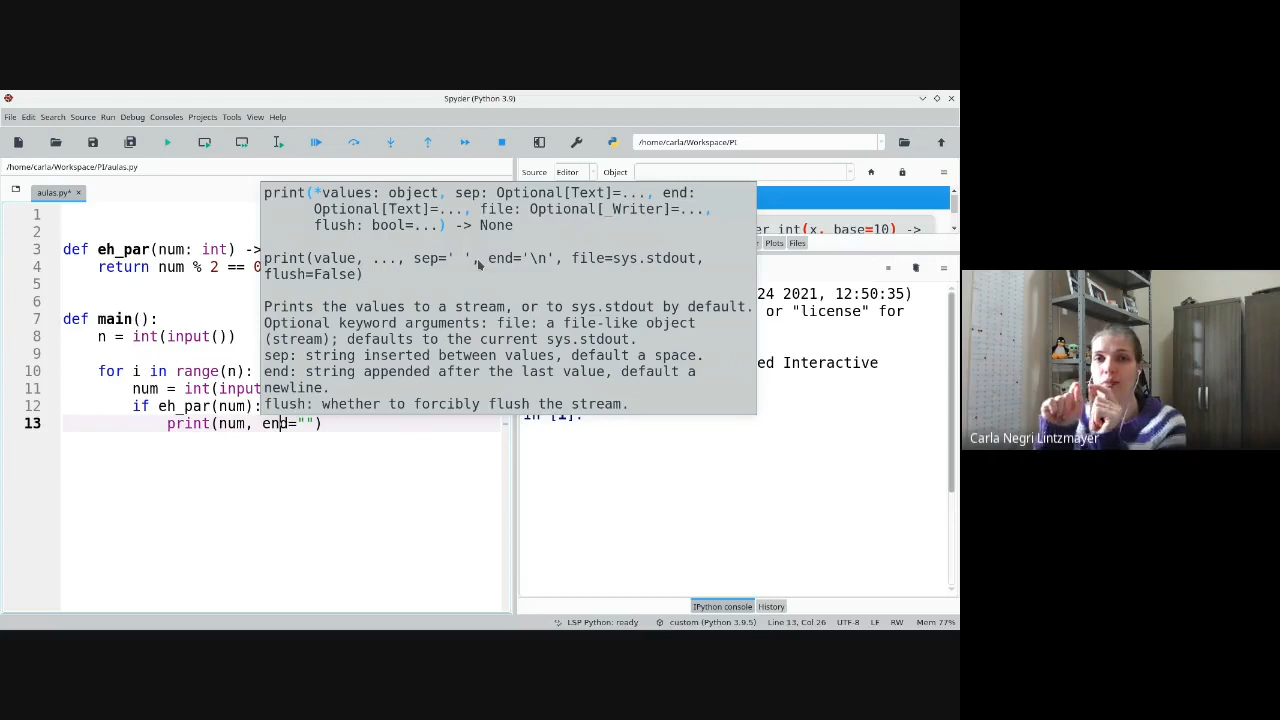 Spyder (Python 3.9)
File Edit Search Source Run Debug Consoles Projects Tools View Help
/home/carla/Workspace/PI
/home/carla/Workspace/PI/aulas.py
Source Editor Object
aulas.py*
1
2
3 def eh_par(num: int) ->
4 return num % 2 == 0
5
6
7 def main():
8 n = int(input())
9
10 for i in range(n):
11 num = int(input
12 if eh_par(num):
13 print(num, end="")
print(*values: object, sep: Optional[Text]=..., end:
Optional[Text]=..., file: Optional[_Writer]=...,
flush: bool=...) -> None
print(value, ..., sep=' ', end='\n', file=sys.stdout,
flush=False)
Prints the values to a stream, or to sys.stdout by default.
Optional keyword arguments: file: a file-like object
(stream); defaults to the current sys.stdout.
sep: string inserted between values, default a space.
end: string appended after the last value, default a
newline.
flush: whether to forcibly flush the stream.
int(x, base=10) ->
Plots Files
24 2021, 12:50:35)
or "license" for
ed Interactive
In [1]:
IPython console History
LSP Python: ready custom (Python 3.9.5) Line 13, Col 26 UTF-8 LF RW Mem 77%
Carla Negri Lintzmayer